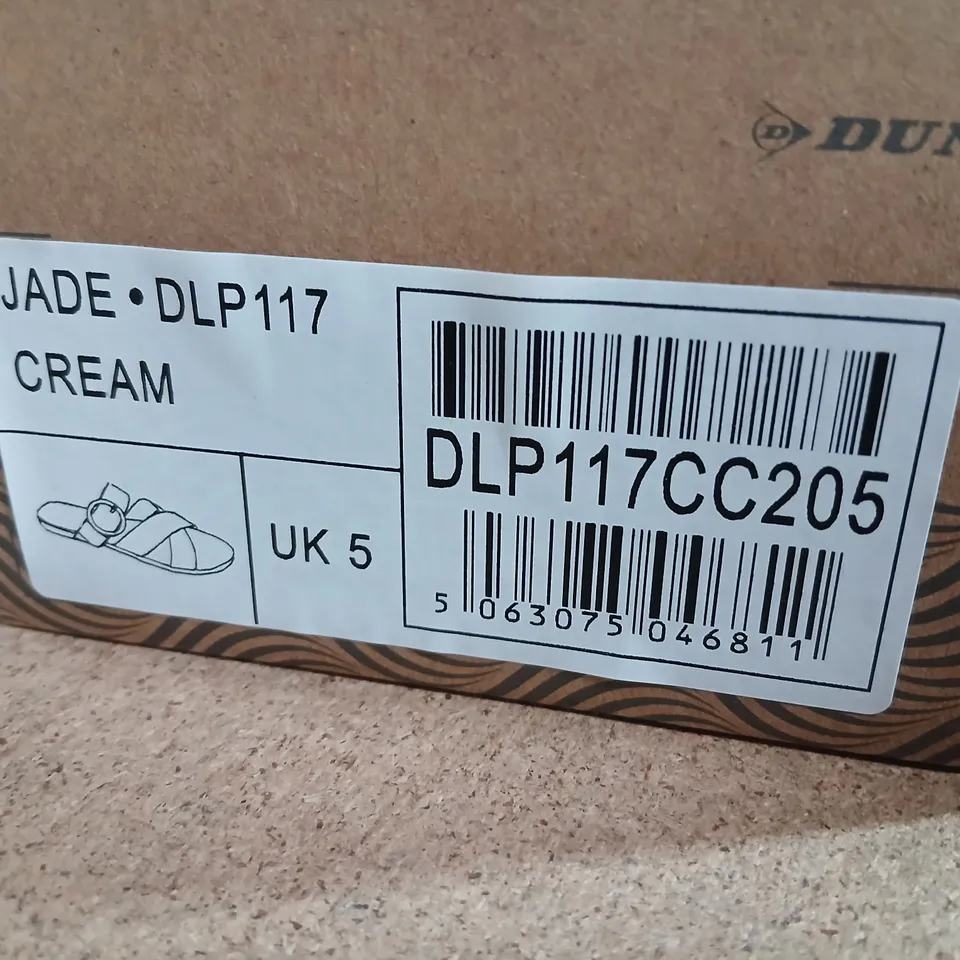 DUN
JADE • DLP117
CREAM
UK 5
DLP117CC205
5 063075 046811